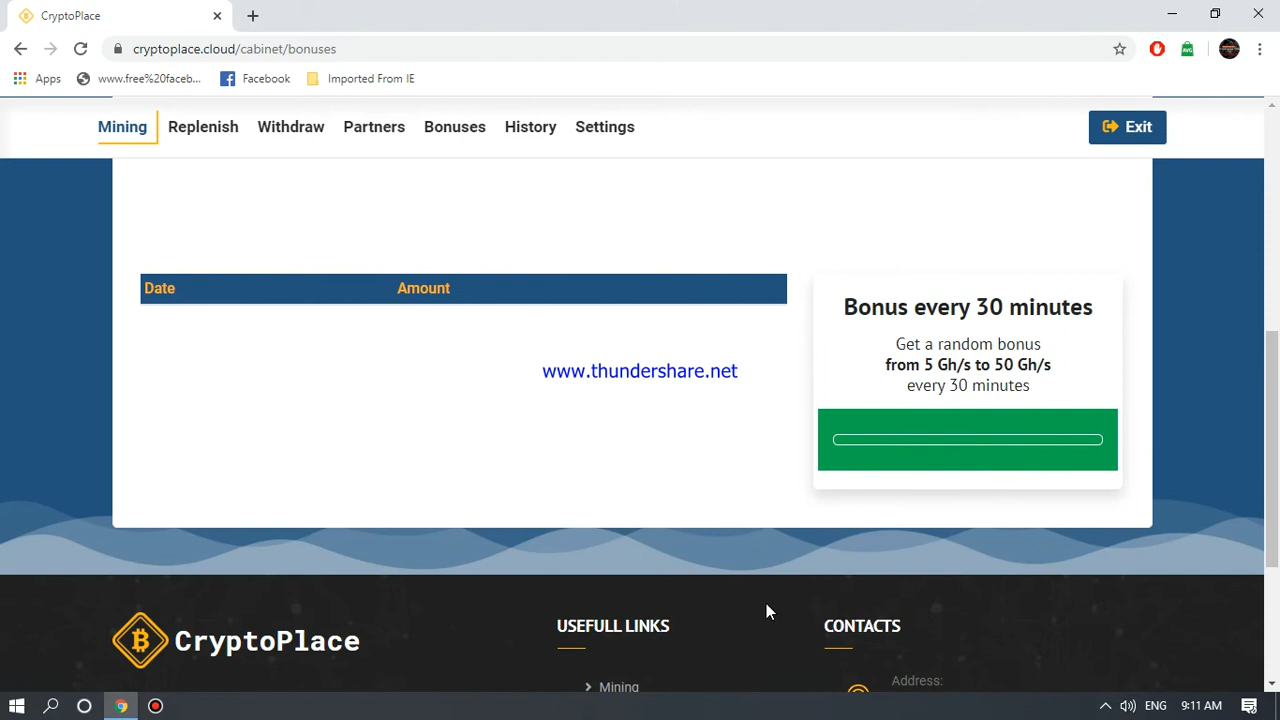 CryptoPlace
cryptoplace.cloud/cabinet/bonuses
Apps www.free%20faceb... Facebook Imported From IE
Mining Replenish Withdraw Partners Bonuses History Settings Exit
Date Amount
Bonus every 30 minutes
Get a random bonus
from 5 Gh/s to 50 Gh/s
every 30 minutes
www.thundershare.net
CryptoPlace
USEFULL LINKS
Mining
CONTACTS
Address:
ENG 9:11 AM